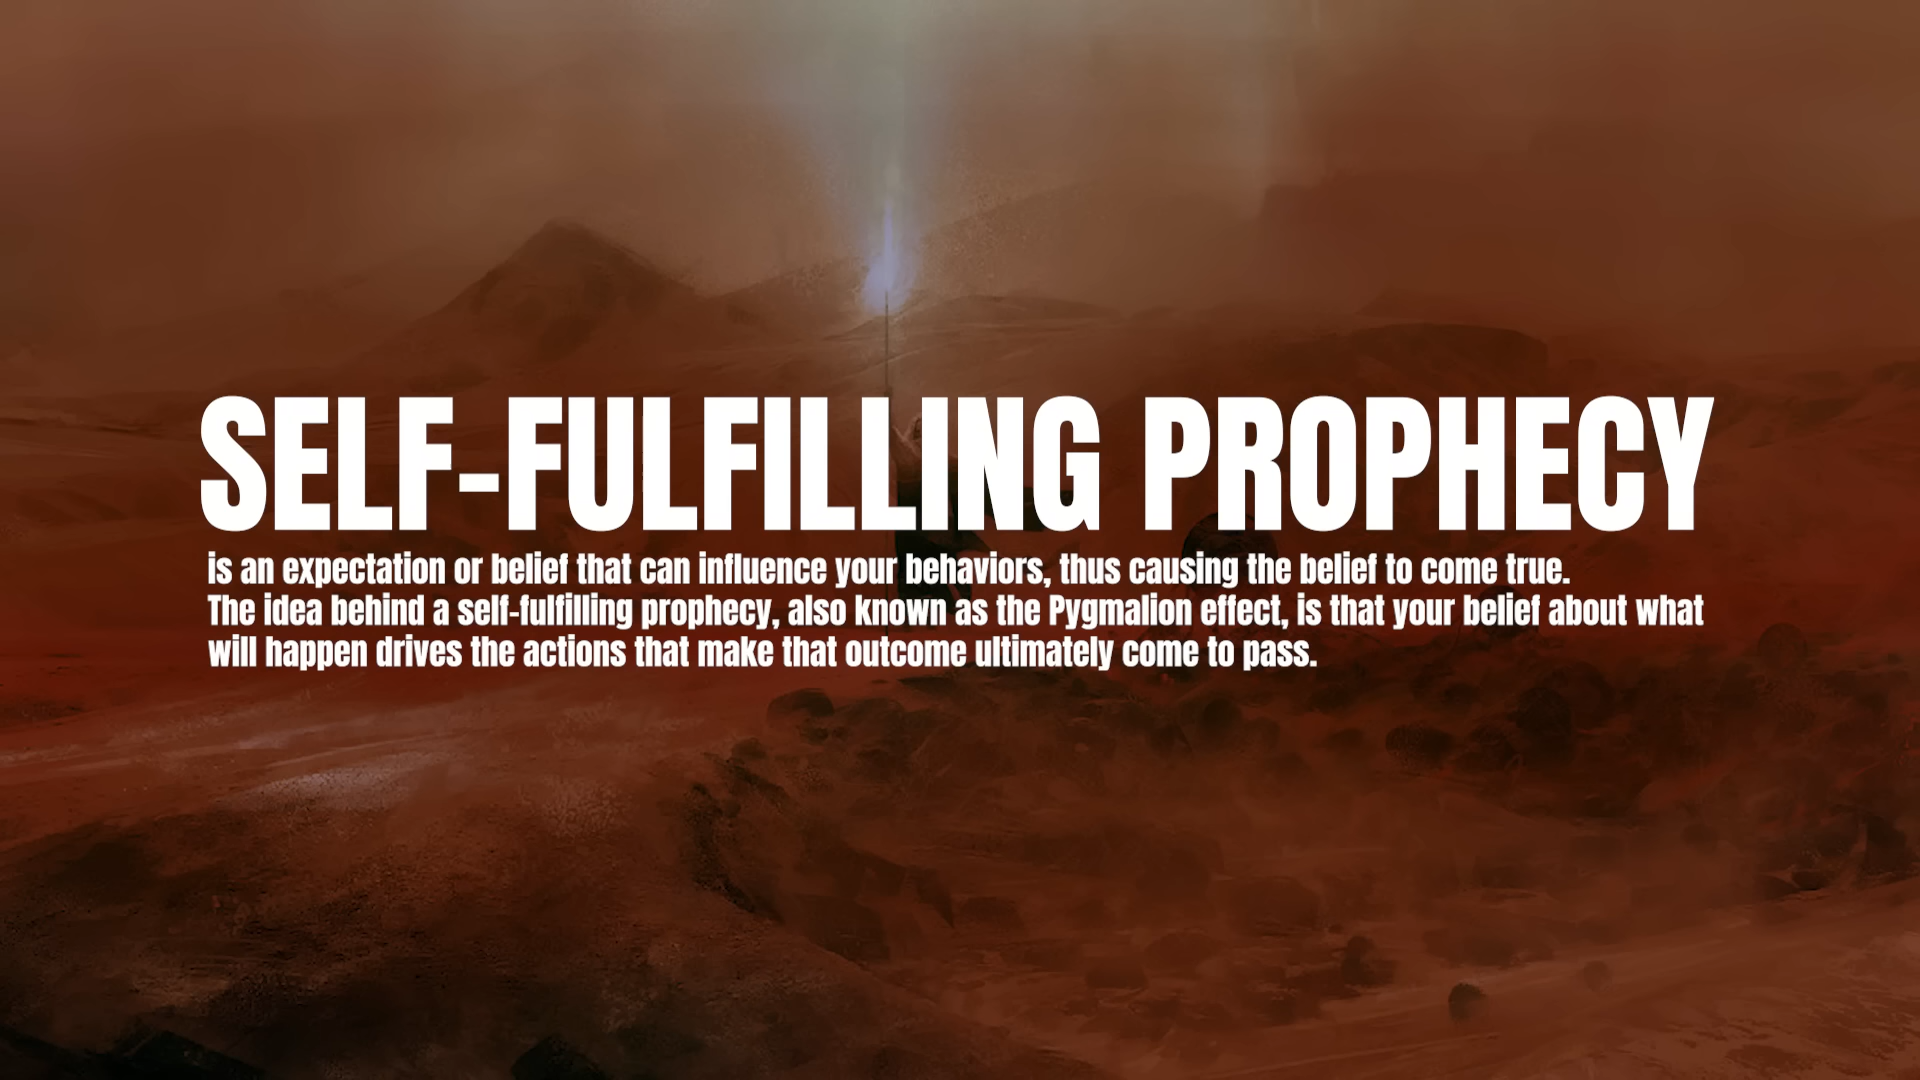 SELF-FULFILLING PROPHECY
is an expectation or belief that can influence your behaviors, thus causing the belief to come true.
The idea behind a self-fulfilling prophecy, also known as the Pygmalion effect, is that your belief about what
will happen drives the actions that make that outcome ultimately come to pass.